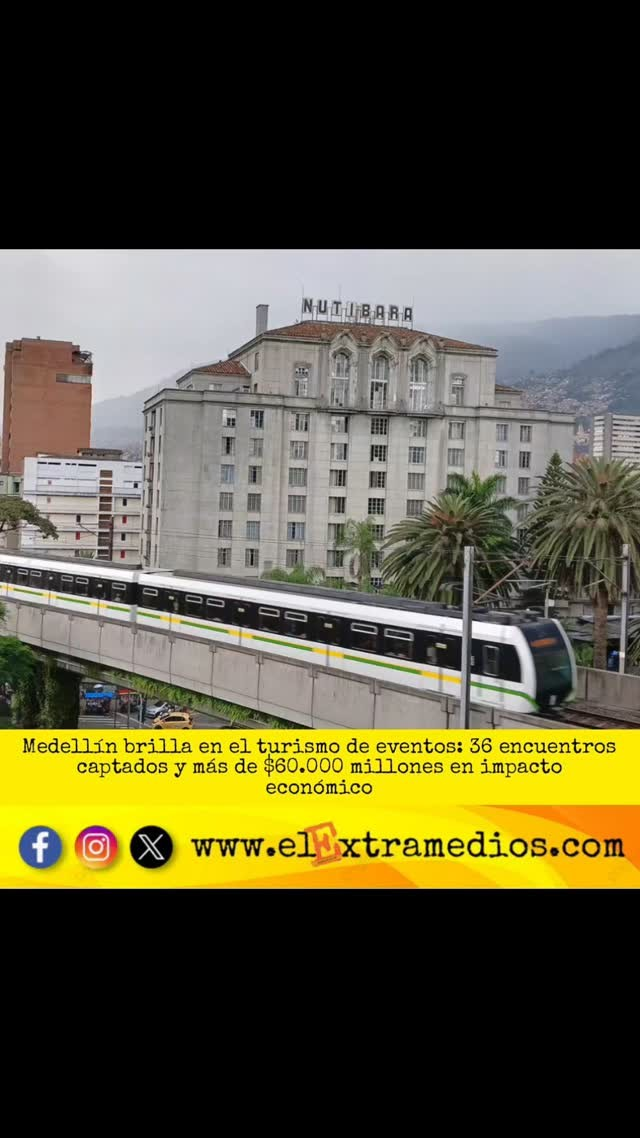 NUTIBARA
Medellín brilla en el turismo de eventos: 36 encuentros
captados y más de $60.000 millones en impacto
económico
www.elExtramedios.com